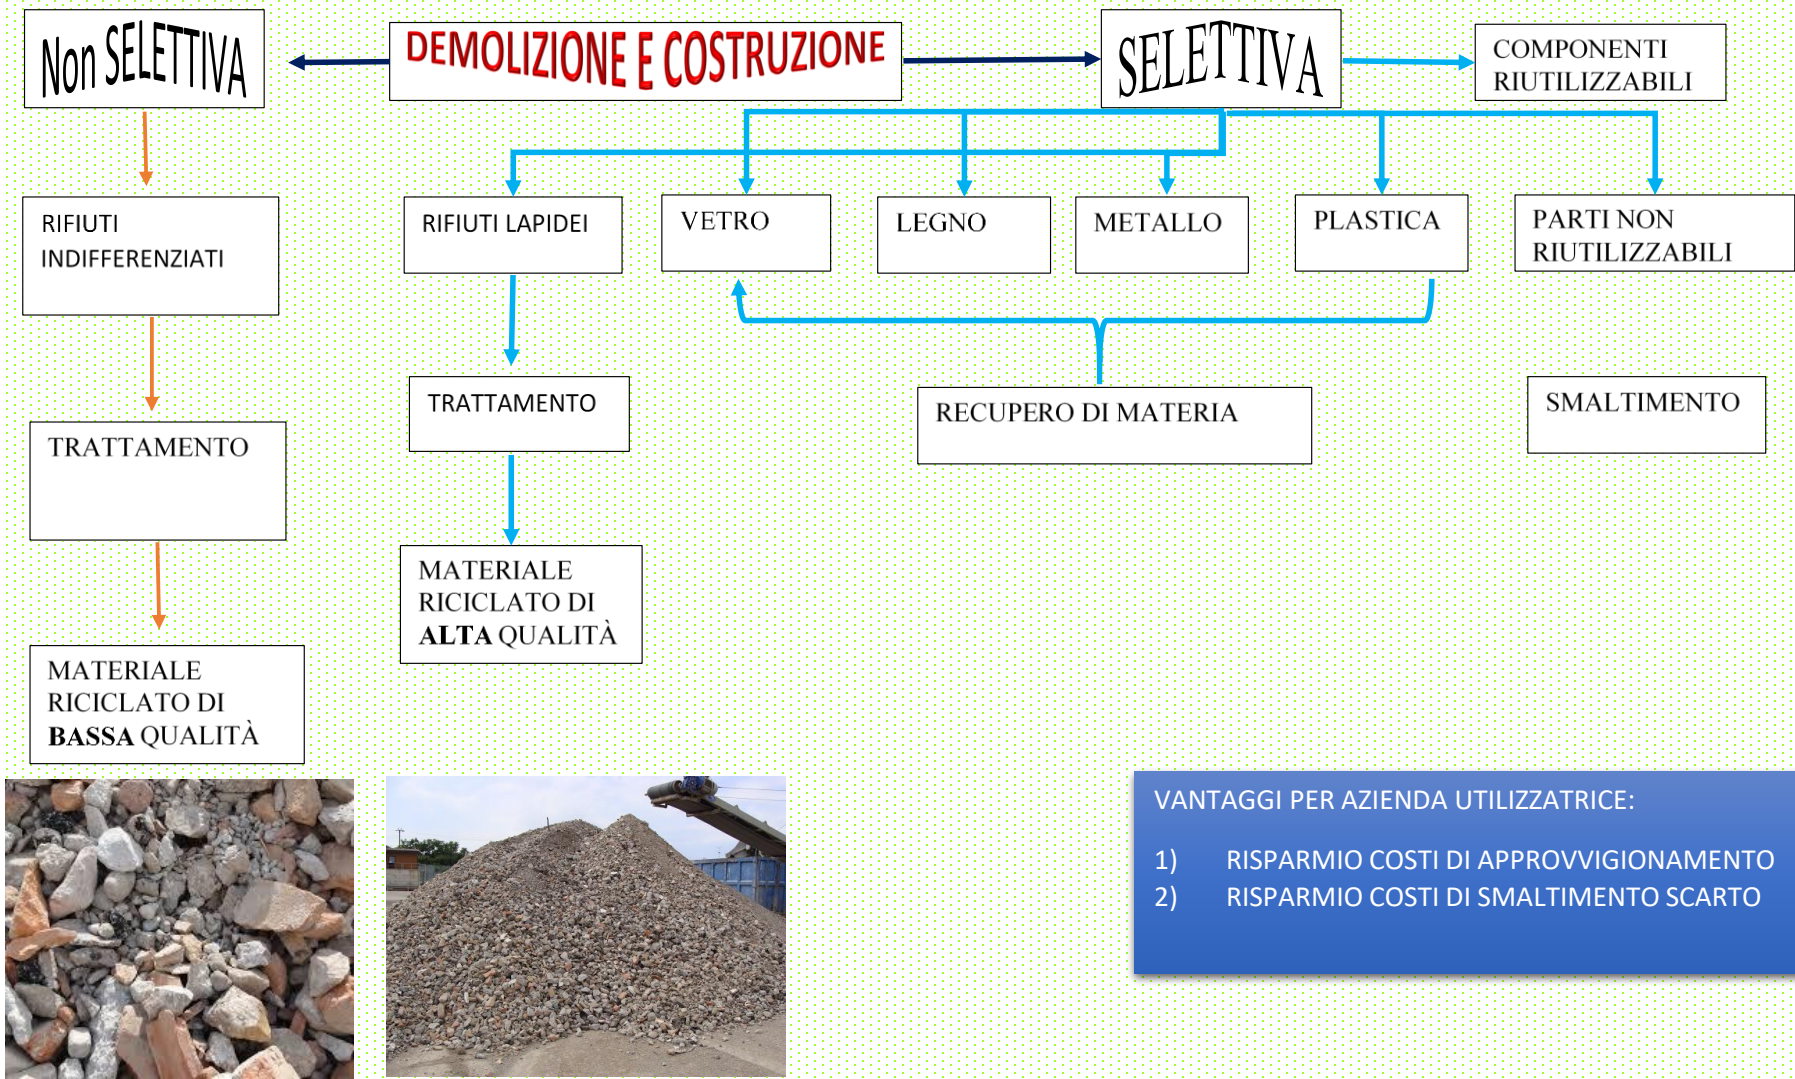 Non SELETTIVA
DEMOLIZIONE E COSTRUZIONE
SELETTIVA
COMPONENTI
RIUTILIZZABILI
RIFIUTI
INDIFFERENZIATI
RIFIUTI LAPIDEI
VETRO
LEGNO
METALLO
PLASTICA
PARTI NON
RIUTILIZZABILI
TRATTAMENTO
TRATTAMENTO
RECUPERO DI MATERIA
SMALTIMENTO
MATERIALE
RICICLATO DI
ALTA QUALITÀ
MATERIALE
RICICLATO DI
BASSA QUALITÀ
VANTAGGI PER AZIENDA UTILIZZATRICE:
1) RISPARMIO COSTI DI APPROVVIGIONAMENTO
2) RISPARMIO COSTI DI SMALTIMENTO SCARTO